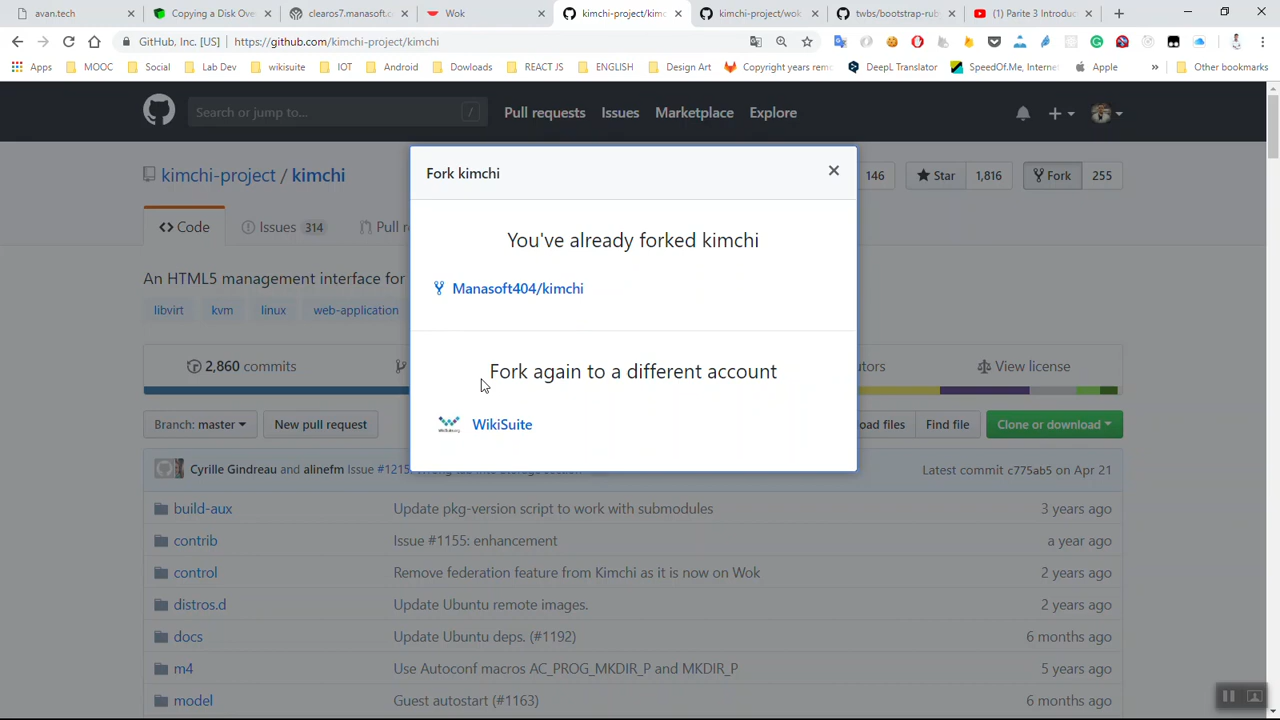 avan.tech
Copying a Disk Ove
clearos7.manasoft.c
Wok
kimchi-project/kimc
kimchi-project/wok
twbs/bootstrap-rub
(1) Parite 3 Introduc
GitHub, Inc. [US]
https://github.com/kimchi-project/kimchi
Apps
MOOC
Social
Lab Dev
wikisuite
IOT
Android
Dowloads
REACT JS
ENGLISH
Design Art
Copyright years rem
DeepL Translator
SpeedOf.Me, Internet
Apple
»
Other bookmarks
Search or jump to...
/
Pull requests
Issues
Marketplace
Explore
kimchi-project / kimchi
146
Star
1,816
Fork
255
Code
Issues 314
Pull r
Fork kimchi
You've already forked kimchi
Manasoft404/kimchi
Fork again to a different account
WikiSuite
An HTML5 management interface for
libvirt
kvm
linux
web-application
2,860 commits
utors
View license
Branch: master
New pull request
oad files
Find file
Clone or download
Cyrille Gindreau and alinefm Issue #1215
Latest commit c775ab5 on Apr 21
build-aux
Update pkg-version script to work with submodules
3 years ago
contrib
Issue #1155: enhancement
a year ago
control
Remove federation feature from Kimchi as it is now on Wok
2 years ago
distros.d
Update Ubuntu remote images.
2 years ago
docs
Update Ubuntu deps. (#1192)
6 months ago
m4
Use Autoconf macros AC_PROG_MKDIR_P and MKDIR_P
5 years ago
model
Guest autostart (#1163)
6 months ago